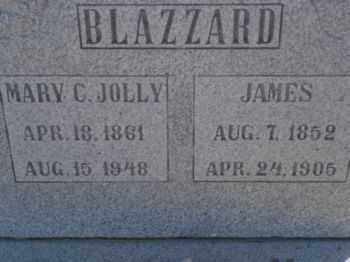 BLAZZARD
MARY C. JOLLY
APR. 18, 1861
AUG. 15 1948
JAMES
AUG. 7, 1852
APR. 24, 1905